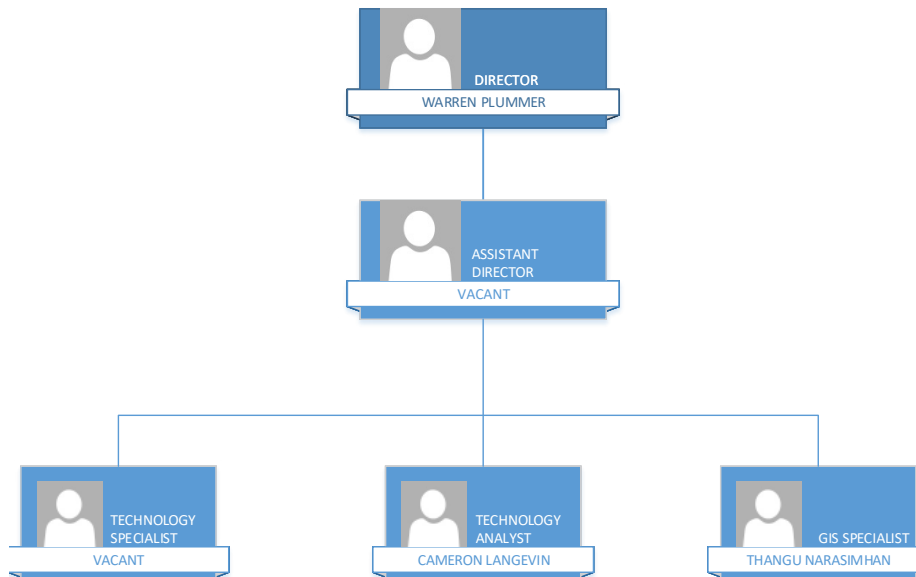 DIRECTOR
WARREN PLUMMER
ASSISTANT
DIRECTOR
VACANT
TECHNOLOGY
SPECIALIST
VACANT
TECHNOLOGY
ANALYST
CAMERON LANGEVIN
GIS SPECIALIST
THANGU NARASIMHAN